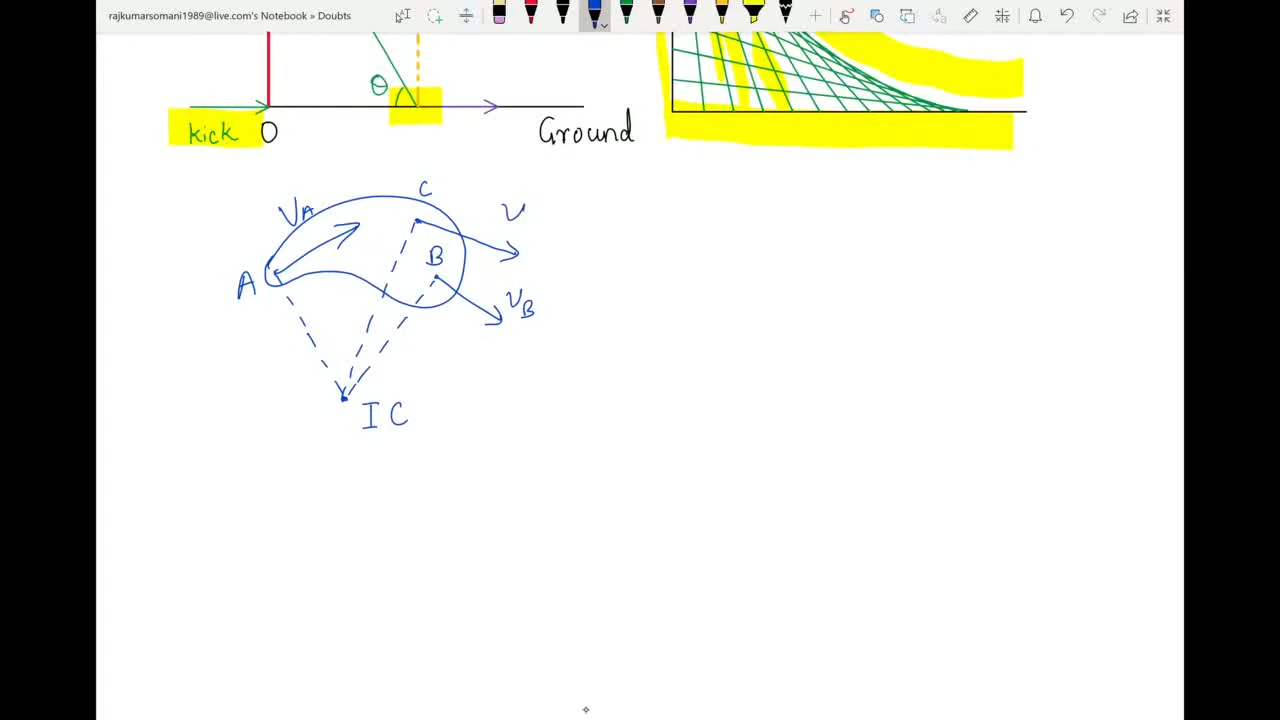 rajkumarsomani1989@live.com's Notebook » Doubts
θ
kick O
Ground
C
VA
V
B
A
VB
IC